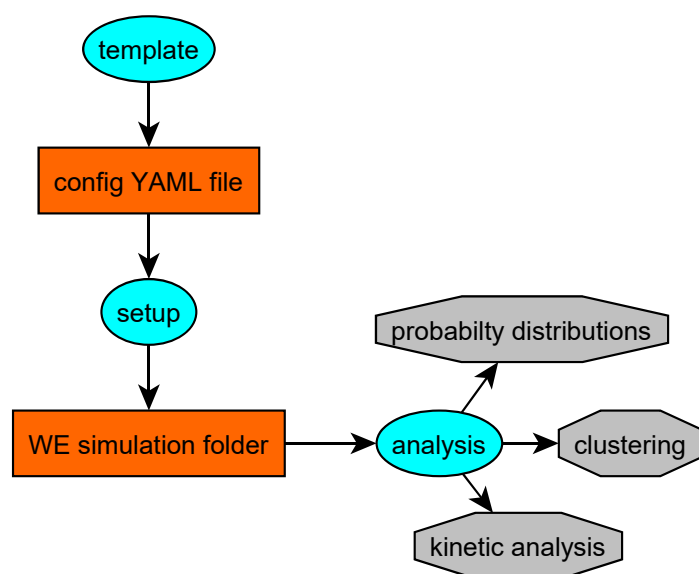 template
config YAML file
setup
probabilty distributions
WE simulation folder
analysis
clustering
kinetic analysis